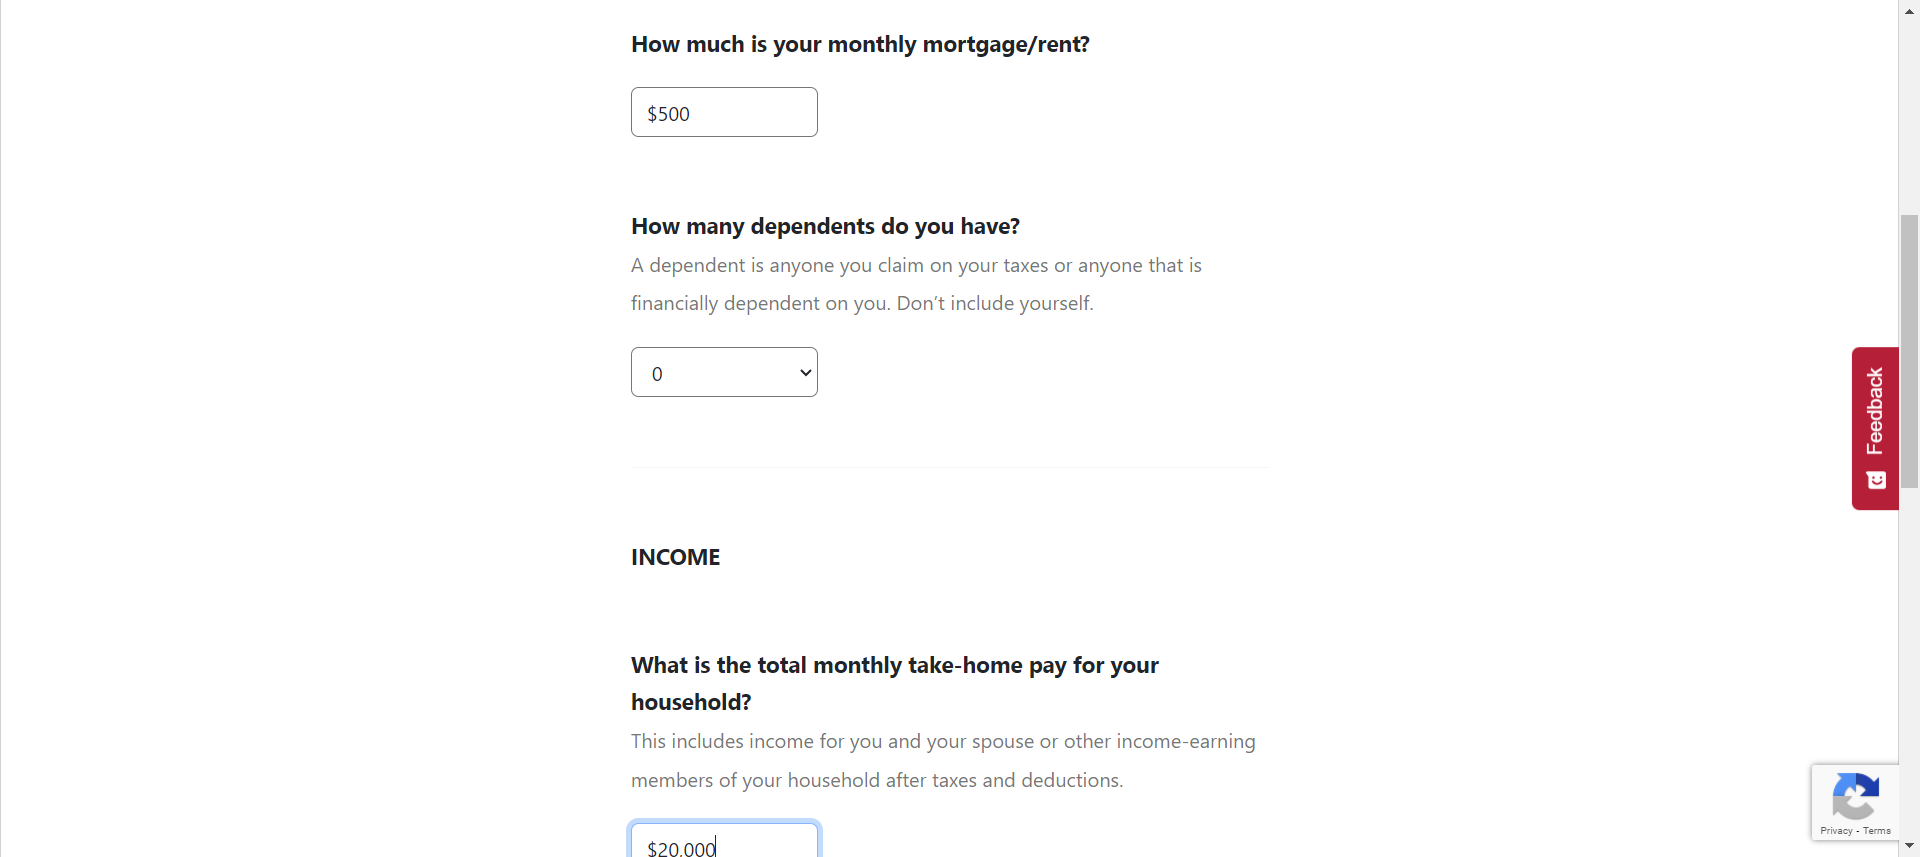 How much is your monthly mortgage/rent?
$500
How many dependents do you have?
A dependent is anyone you claim on your taxes or anyone that is
financially dependent on you. Don’t include yourself.
0
Feedback
INCOME
What is the total monthly take-home pay for your
household?
This includes income for you and your spouse or other income-earning
members of your household after taxes and deductions.
$20,000
Privacy - Terms